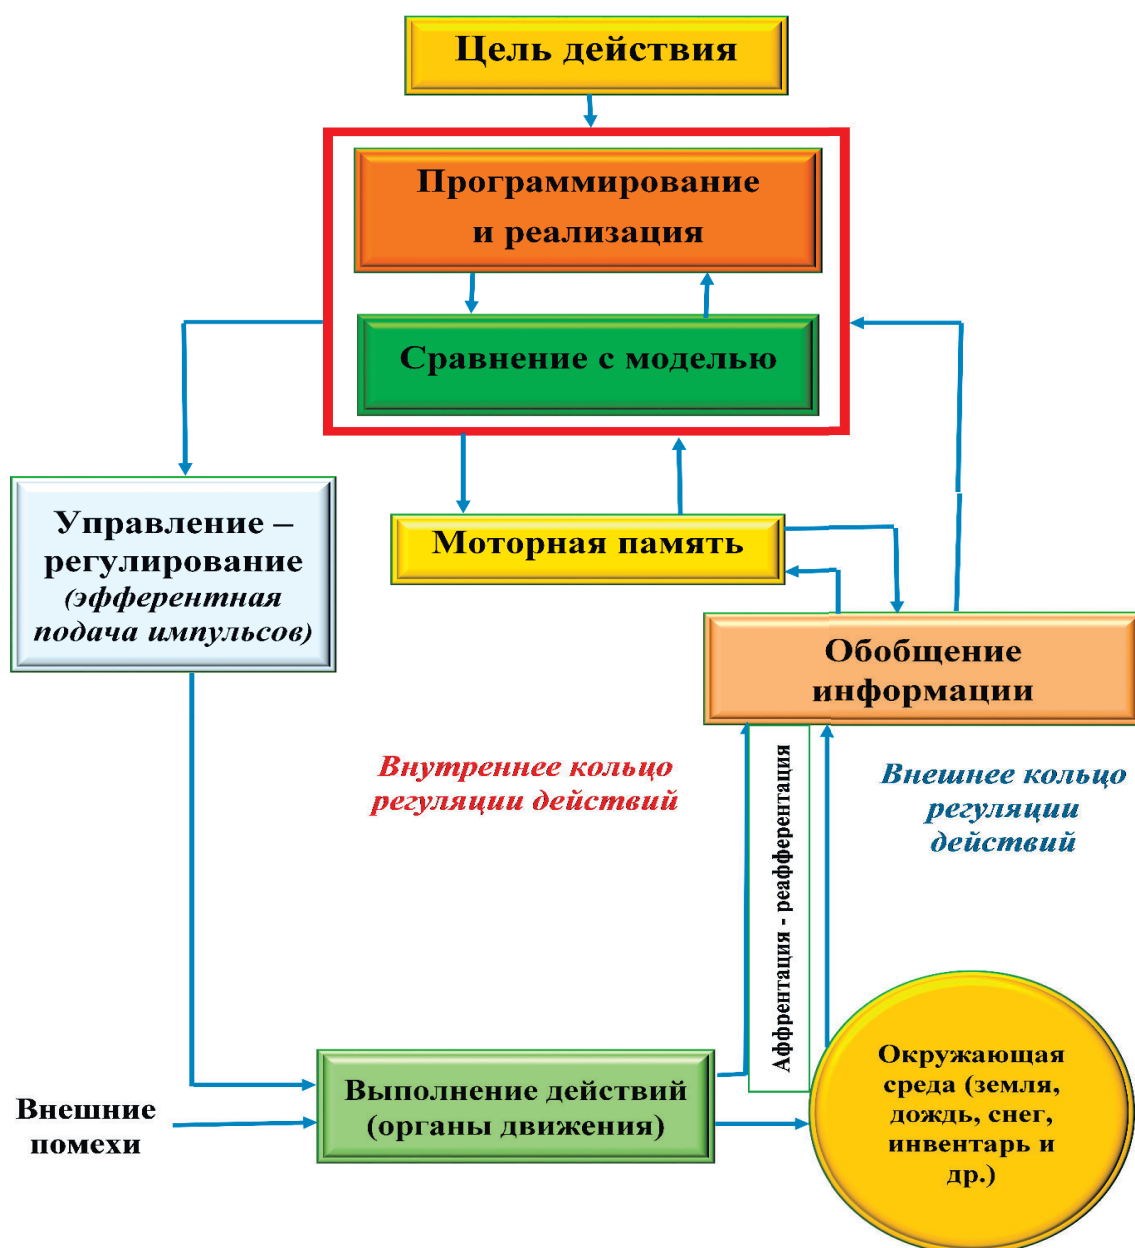 Цель действия
Программирование
и реализация
Сравнение с моделью
Управление –
регулирование
(эфферентная
подача импульсов)
Моторная память
Обобщение
информации
Внутреннее кольцо
регуляции действий
Аффрентация - реафферентация
Внешнее кольцо
регуляции
действий
Внешние
помехи
Выполнение действий
(органы движения)
Окружающая
среда (земля,
дождь, снег,
инвентарь и
др.)